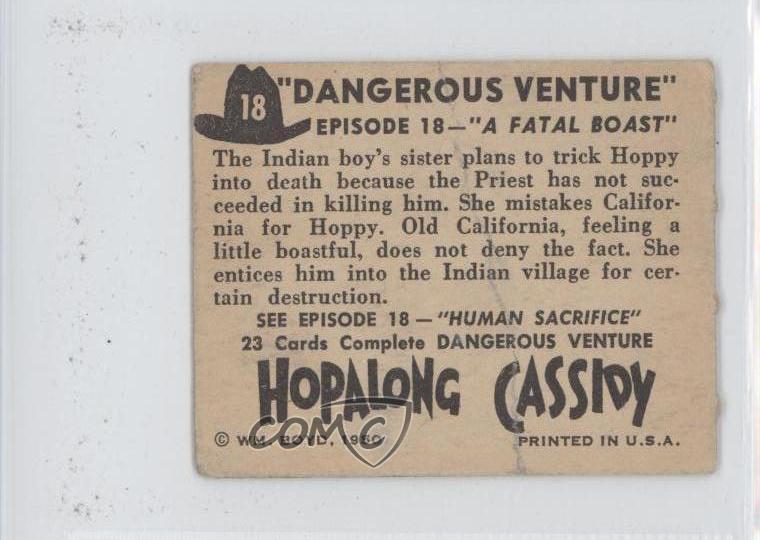 18
"DANGEROUS VENTURE"
EPISODE 18—"A FATAL BOAST"
The Indian boy's sister plans to trick Hoppy
into death because the Priest has not suc-
ceeded in killing him. She mistakes Califor-
nia for Hoppy. Old California, feeling a
little boastful, does not deny the fact. She
entices him into the Indian village for cer-
tain destruction.
SEE EPISODE 18—"HUMAN SACRIFICE"
23 Cards Complete DANGEROUS VENTURE
HOPALONG CASSIDY
COMC
© WM. BOYD, 1950 PRINTED IN U.S.A.